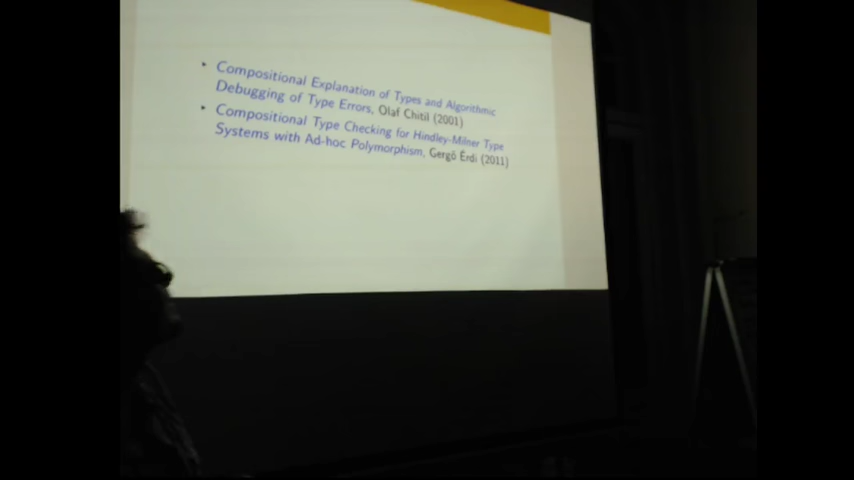 • Compositional Explanation of Types and Algorithmic
Debugging of Type Errors, Olaf Chitil (2001)
• Compositional Type Checking for Hindley-Milner Type
Systems with Ad-hoc Polymorphism, Gergő Érdi (2011)